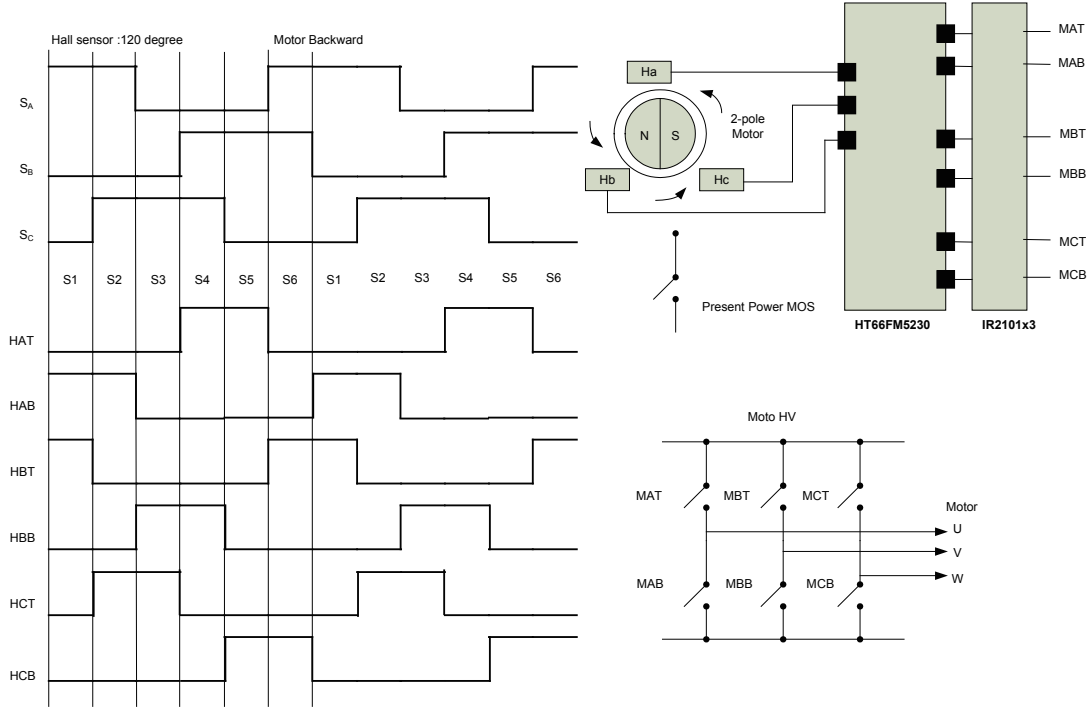 Hall sensor :120 degree
Motor Backward
SA
SB
SC
S1 S2 S3 S4 S5 S6 S1 S2 S3 S4 S5 S6
HAT
HAB
HBT
HBB
HCT
HCB
Ha
N S
2-pole
Motor
Hb
Hc
Present Power MOS
MAT
MAB
MBT
MBB
MCT
MCB
HT66FM5230
IR2101x3
Moto HV
MAT
MBT
MCT
Motor
U
V
W
MAB
MBB
MCB